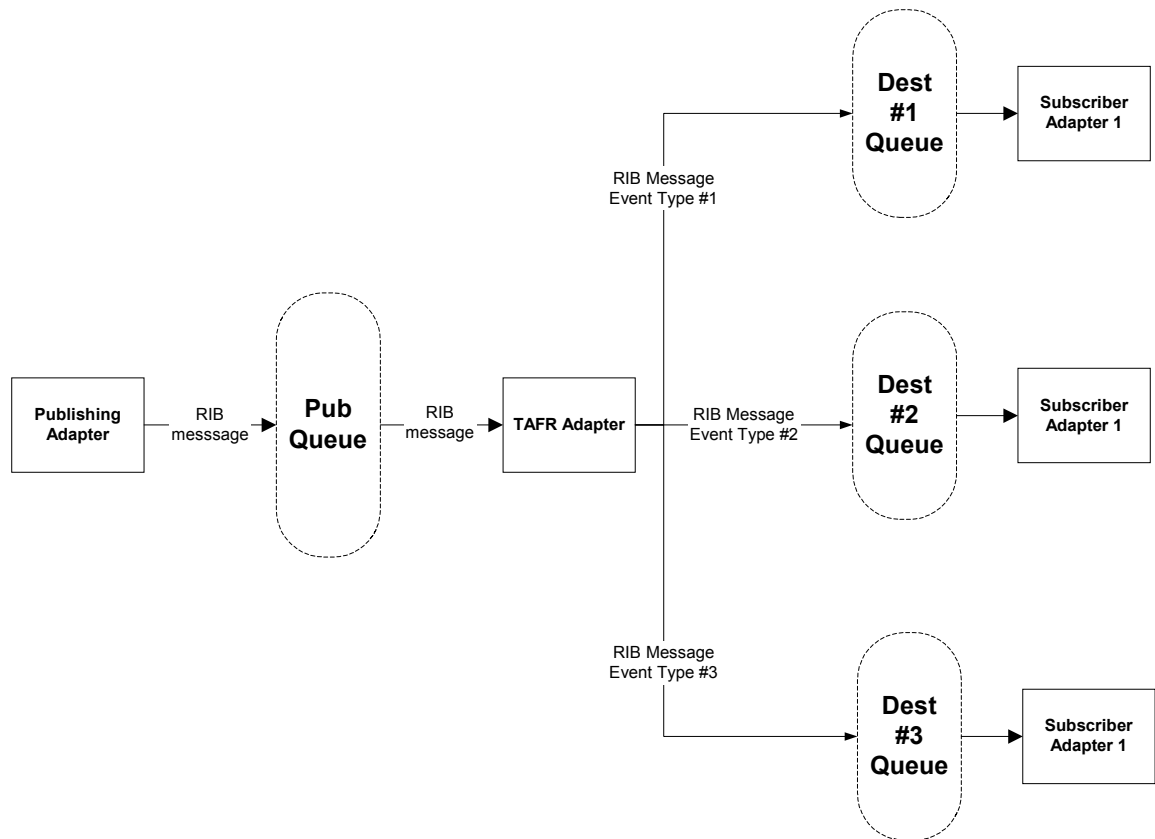 Dest
#1
Queue
Subscriber
Adapter 1
RIB Message
Event Type #1
Publishing
Adapter
RIB
messsage
Pub
Queue
RIB
message
TAFR Adapter
RIB Message
Event Type #2
Dest
#2
Queue
Subscriber
Adapter 1
RIB Message
Event Type #3
Dest
#3
Queue
Subscriber
Adapter 1